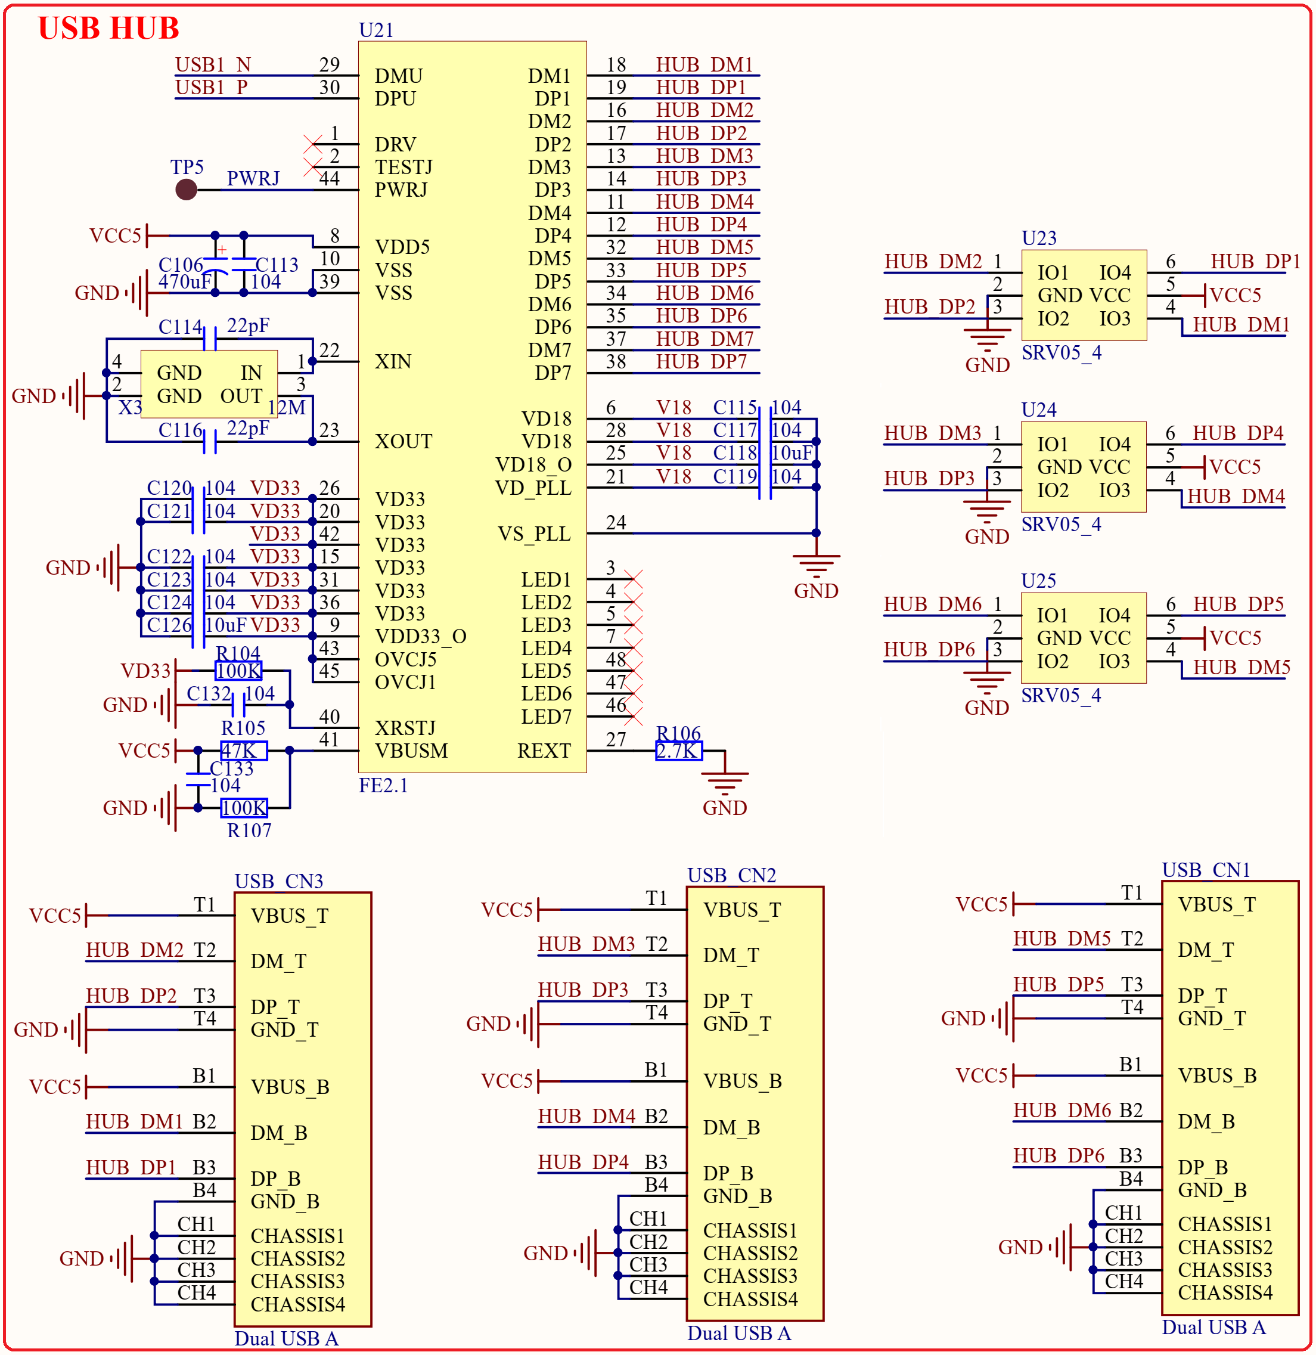 USB HUB
U21
USB1_N 29 DMU
USB1_P 30 DPU
1 DRV
2 TESTJ
TP5 PWRJ 44 PWRJ
VCC5 8 VDD5
10 VSS
GND 39 VSS
C106 470uF
C113 104
C114 22pF
22 XIN
4 GND IN 1
GND 2 GND OUT 3
X3 12M
C116 22pF
23 XOUT
C120 104 VD33 26 VD33
C121 104 VD33 20 VD33
VD33 42 VD33
GND C122 104 VD33 15 VD33
C123 104 VD33 31 VD33
C124 104 VD33 36 VD33
C126 10uF VD33 9 VDD33_O
43 OVCJ5
45 OVCJ1
VD33 R104 100K
GND C132 104
40 XRSTJ
VCC5 R105 47K 41 VBUSM
C133 104
GND 100K
R107
FE2.1
DM1 18 HUB_DM1
DP1 19 HUB_DP1
DM2 16 HUB_DM2
DP2 17 HUB_DP2
DM3 13 HUB_DM3
DP3 14 HUB_DP3
DM4 11 HUB_DM4
DP4 12 HUB_DP4
DM5 32 HUB_DM5
DP5 33 HUB_DP5
DM6 34 HUB_DM6
DP6 35 HUB_DP6
DM7 37 HUB_DM7
DP7 38 HUB_DP7
VD18 6 V18 C115 104
VD18 28 V18 C117 104
VD18_O 25 V18 C118 10uF
VD_PLL 21 V18 C119 104
VS_PLL 24
GND
LED1 3
LED2 4
LED3 5
LED4 7
LED5 48
LED6 47
LED7 46
REXT 27 R106 2.7K
GND
U23
HUB_DM2 1 IO1 IO4 6 HUB_DP1
2 GND VCC 5 VCC5
HUB_DP2 3 IO2 IO3 4 HUB_DM1
GND SRV05_4
U24
HUB_DM3 1 IO1 IO4 6 HUB_DP4
2 GND VCC 5 VCC5
HUB_DP3 3 IO2 IO3 4 HUB_DM4
GND SRV05_4
U25
HUB_DM6 1 IO1 IO4 6 HUB_DP5
2 GND VCC 5 VCC5
HUB_DP6 3 IO2 IO3 4 HUB_DM5
GND SRV05_4
USB_CN3
VCC5 T1 VBUS_T
HUB_DM2 T2 DM_T
HUB_DP2 T3 DP_T
GND T4 GND_T
VCC5 B1 VBUS_B
HUB_DM1 B2 DM_B
HUB_DP1 B3 DP_B
B4 GND_B
CH1 CHASSIS1
GND CH2 CHASSIS2
CH3 CHASSIS3
CH4 CHASSIS4
Dual USB A
USB_CN2
VCC5 T1 VBUS_T
HUB_DM3 T2 DM_T
HUB_DP3 T3 DP_T
GND T4 GND_T
VCC5 B1 VBUS_B
HUB_DM4 B2 DM_B
HUB_DP4 B3 DP_B
B4 GND_B
CH1 CHASSIS1
GND CH2 CHASSIS2
CH3 CHASSIS3
CH4 CHASSIS4
Dual USB A
USB_CN1
VCC5 T1 VBUS_T
HUB_DM5 T2 DM_T
HUB_DP5 T3 DP_T
GND T4 GND_T
VCC5 B1 VBUS_B
HUB_DM6 B2 DM_B
HUB_DP6 B3 DP_B
B4 GND_B
CH1 CHASSIS1
GND CH2 CHASSIS2
CH3 CHASSIS3
CH4 CHASSIS4
Dual USB A